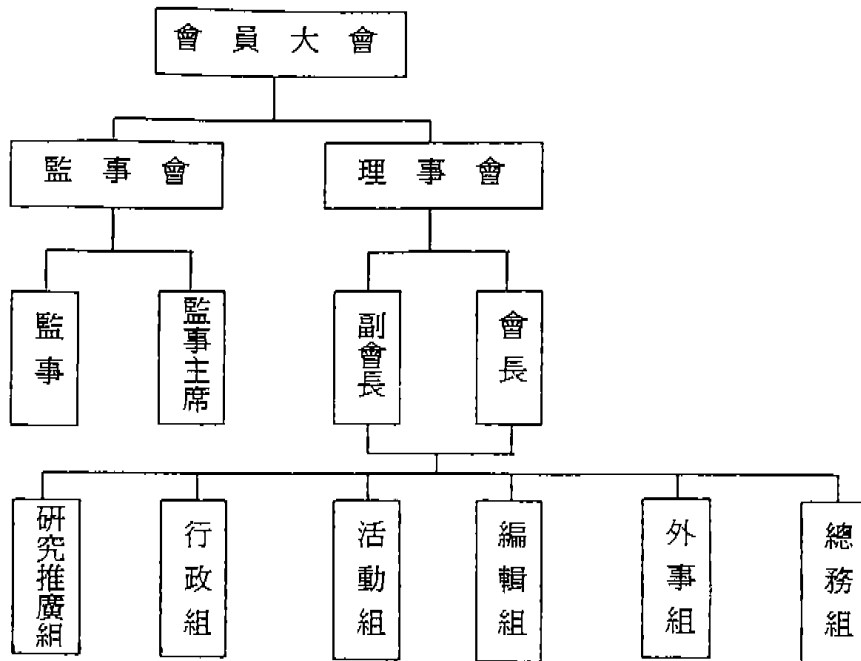 會員大會
監事會
理事會
監事
監事主席
副會長
會長
研究推廣組
行政組
活動組
編輯組
外事組
總務組